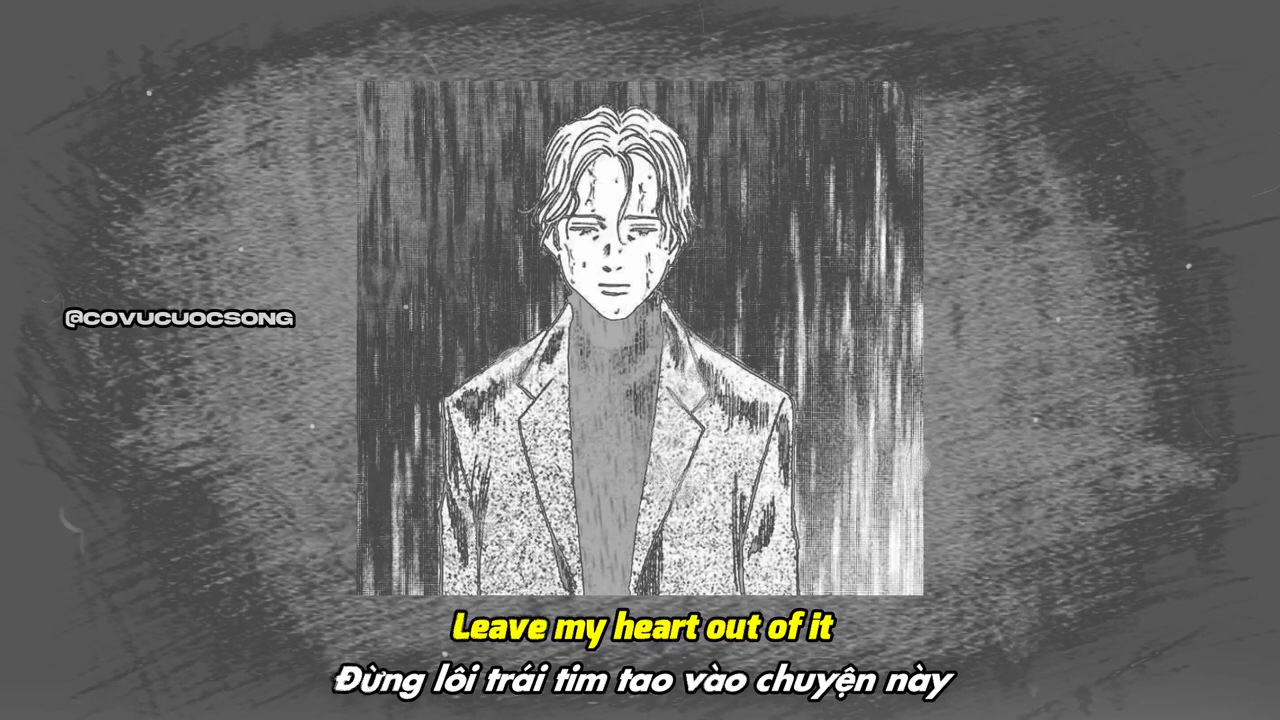 @COVUCUOCSONG
Leave my heart out of it
Đừng lôi trái tim tao vào chuyện này